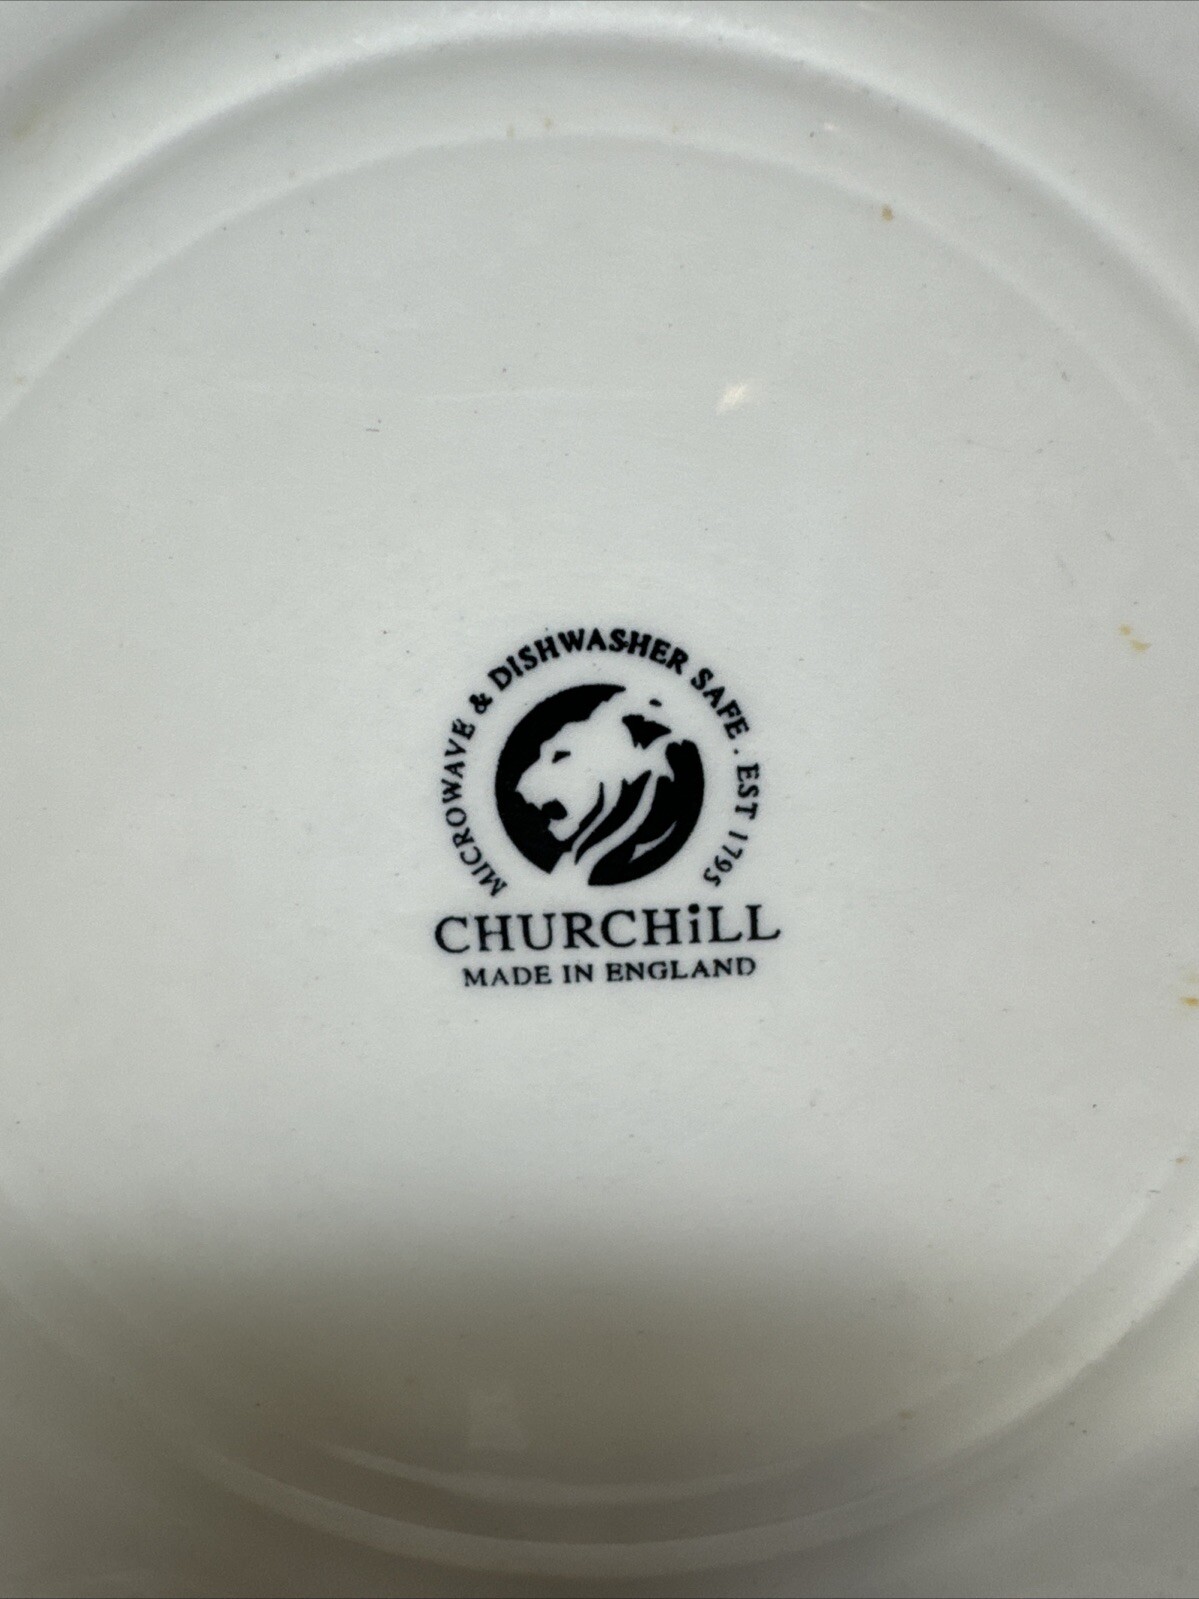 MICROWAVE & DISHWASHER SAFE . EST 1795
CHURCHiLL
MADE IN ENGLAND